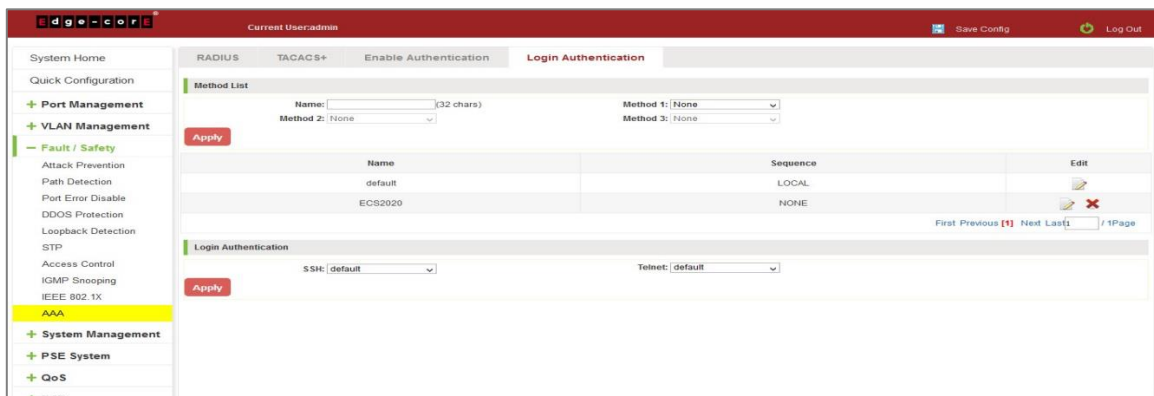 Edge-corE
Current User:admin
Save Config
Log Out
System Home
Quick Configuration
Port Management
VLAN Management
Fault / Safety
Attack Prevention
Path Detection
Port Error Disable
DDOS Protection
Loopback Detection
STP
Access Control
IGMP Snooping
IEEE 802.1X
AAA
System Management
PSE System
QoS
RADIUS TACACS+ Enable Authentication Login Authentication
Method List
Name: (32 chars) Method 1: None
Method 2: None Method 3: None
Apply
Name Sequence Edit
default LOCAL
ECS2020 NONE
First Previous [1] Next Last 1 / 1Page
Login Authentication
SSH: default Telnet: default
Apply